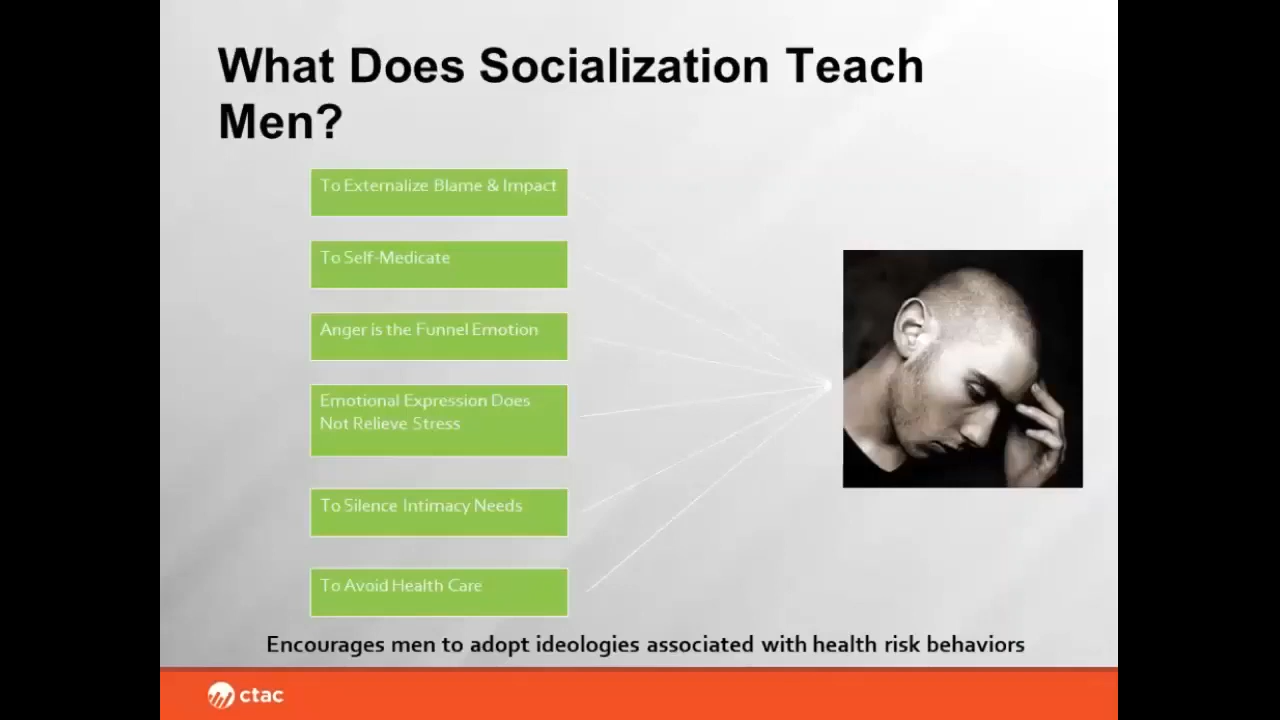 What Does Socialization Teach
Men?
To Externalize Blame & Impact
To Self-Medicate
Anger is the Funnel Emotion
Emotional Expression Does
Not Relieve Stress
To Silence Intimacy Needs
To Avoid Health Care
Encourages men to adopt ideologies associated with health risk behaviors
ctac